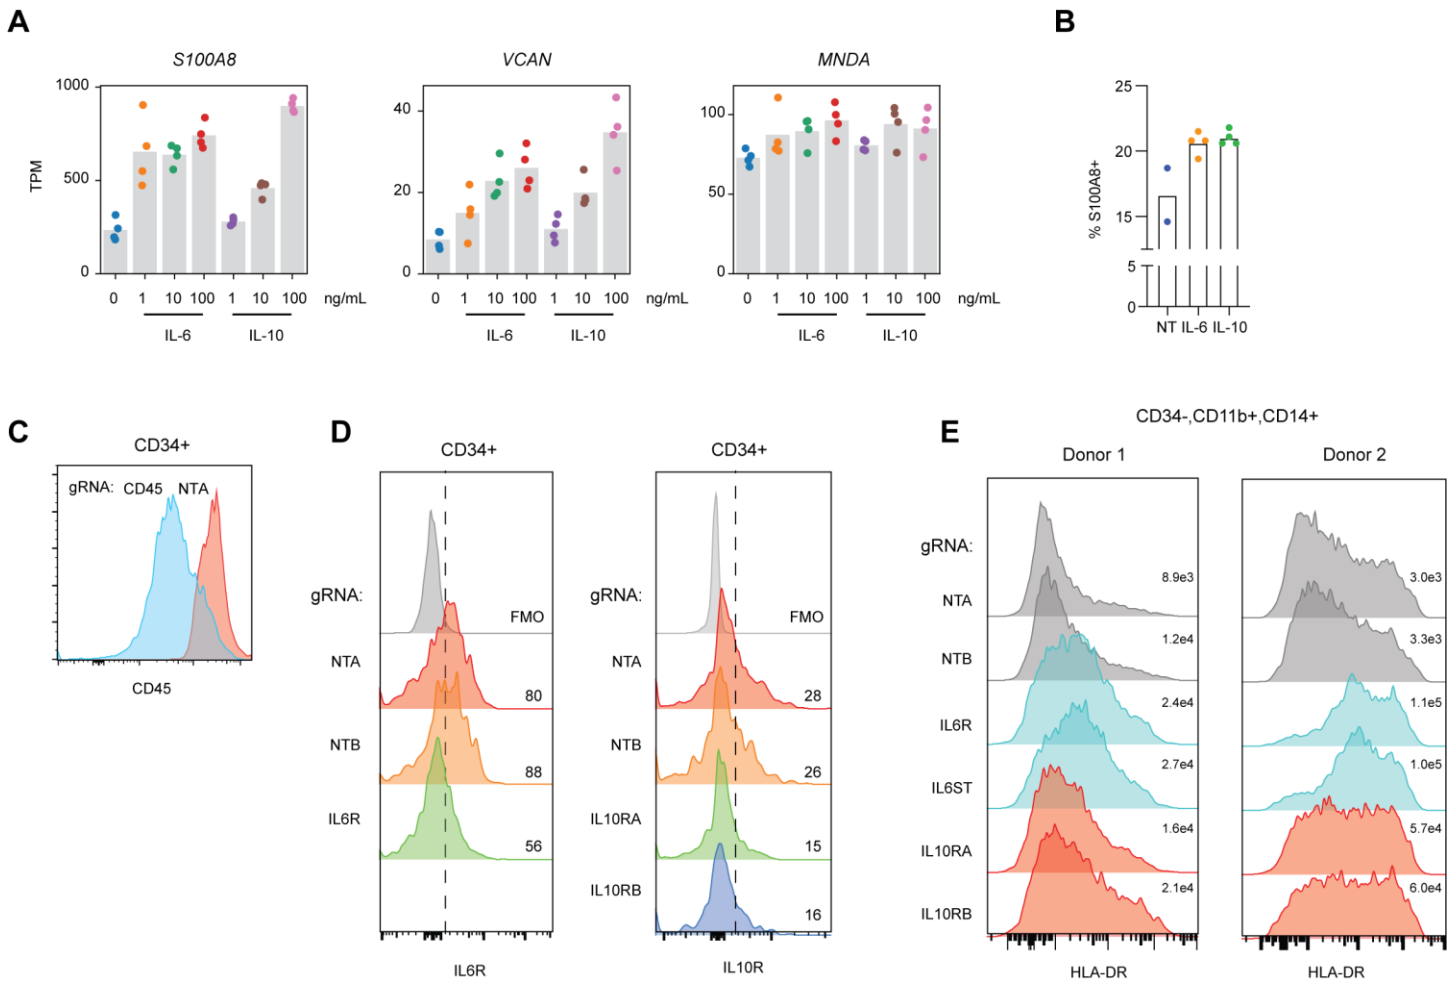 A
B
S100A8
VCAN
MNDA
TPM
1000
500
0
40
20
0
100
50
0
0 1 10 100 1 10 100 ng/mL
IL-6 IL-10
0 1 10 100 1 10 100 ng/mL
IL-6 IL-10
0 1 10 100 1 10 100 ng/mL
IL-6 IL-10
% S100A8+
25
20
15
5
0
NT IL-6 IL-10
C
CD34+
gRNA: CD45 NTA
CD45
D
CD34+
gRNA:
FMO
NTA
80
NTB
88
IL6R
56
IL6R
CD34+
gRNA:
FMO
NTA
28
NTB
26
IL10RA
15
IL10RB
16
IL10R
E
CD34-,CD11b+,CD14+
Donor 1
Donor 2
gRNA:
NTA
8.9e3
3.0e3
NTB
1.2e4
3.3e3
IL6R
2.4e4
1.1e5
IL6ST
2.7e4
1.0e5
IL10RA
1.6e4
5.7e4
IL10RB
2.1e4
6.0e4
HLA-DR
HLA-DR